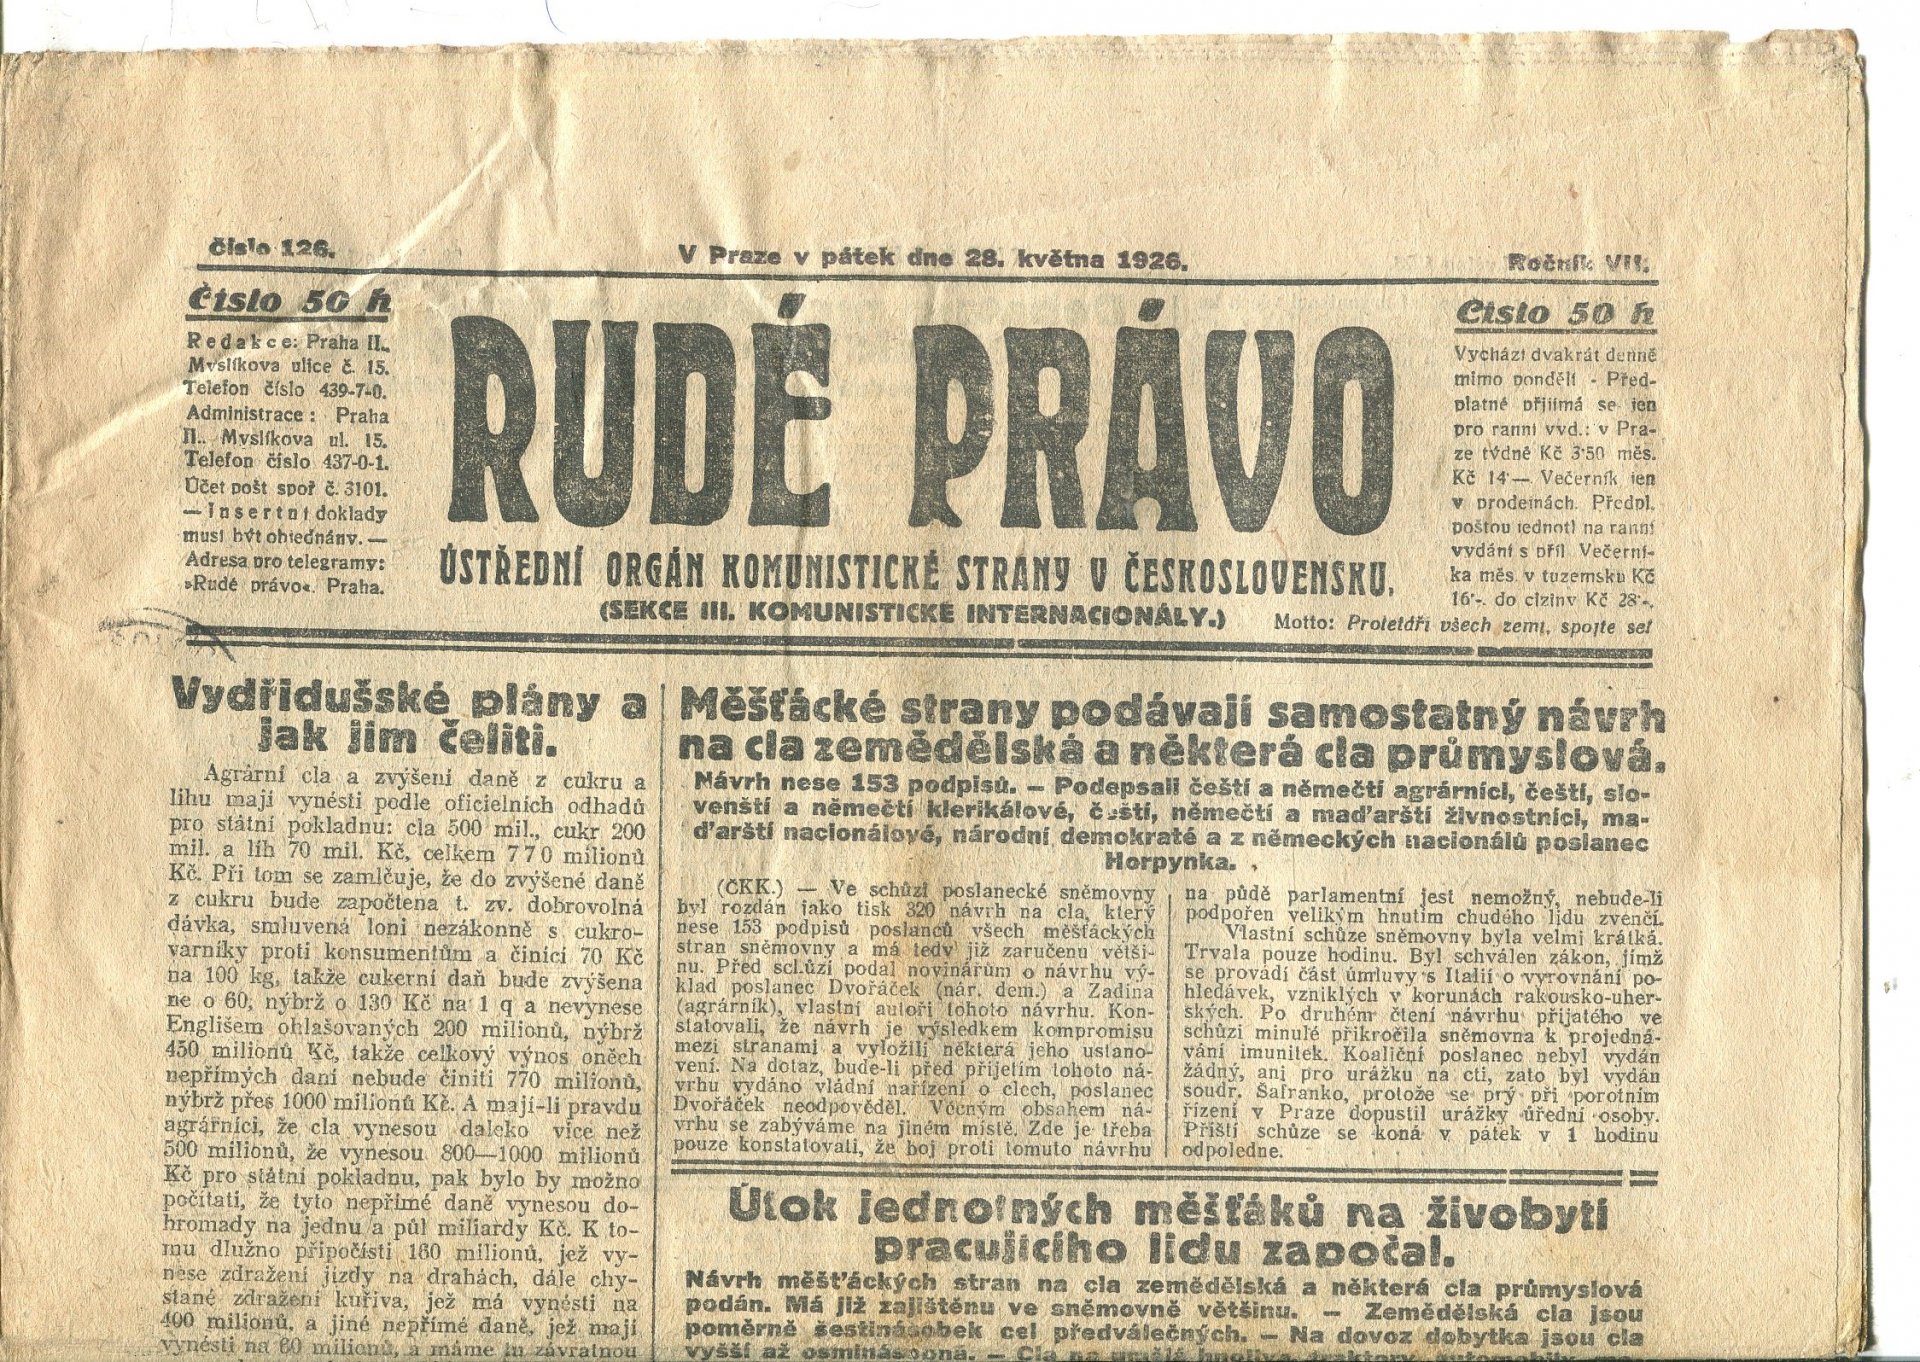 Číslo 126.
V Praze v pátek dne 28. května 1926.
Ročník VII.
Číslo 50 h
Redakce: Praha II.,
Myslíkova ulice č. 15.
Telefon číslo 439-7-0.
Administrace: Praha
II., Myslíkova ul. 15.
Telefon číslo 437-0-1.
Účet pošt spoř č. 3101.
— Insertní doklady
musí být objednány. —
Adresa pro telegramy:
»Rudé právo«. Praha.
RUDÉ PRÁVO
ÚSTŘEDNÍ ORGÁN KOMUNISTICKÉ STRANY V ČESKOSLOVENSKU.
(SEKCE III. KOMUNISTICKÉ INTERNACIONÁLY.)
Motto: Proletáři všech zemí, spojte se!
Číslo 50 h
Vychází dvakrát denně
mimo pondělí - Před-
platné přijímá se jen
pro ranní vyd.: v Pra-
ze týdně Kč 3·50 měs.
Kč 14·— Večerník jen
v prodejnách. Předpl.
poštou jednotl na ranní
vydání s příl Večerní-
ka měs. v tuzemsku Kč
16·-. do ciziny Kč 28·-.
Vydřidušské plány a
jak jim čeliti.
Agrární cla a zvýšení daně z cukru a
lihu mají vynésti podle oficielních odhadů
pro státní pokladnu: cla 500 mil., cukr 200
mil. a líh 70 mil. Kč, celkem 770 milionů
Kč. Při tom se zamlčuje, že do zvýšené daně
z cukru bude započtena t. zv. dobrovolná
dávka, smluvená loni nezákonně s cukro-
varníky proti konsumentům a činící 70 Kč
na 100 kg, takže cukerní daň bude zvýšena
ne o 60, nýbrž o 130 Kč na 1 q a nevynese
Englišem ohlašovaných 200 milionů, nýbrž
450 milionů Kč, takže celkový výnos oněch
nepřímých daní nebude činiti 770 milionů,
nýbrž přes 1000 milionů Kč. A mají-li pravdu
agrárníci, že cla vynesou daleko více než
500 milionů, že vynesou 800—1000 milionů
Kč pro státní pokladnu, pak bylo by možno
počítati, že tyto nepřímé daně vynesou do-
hromady na jednu a půl miliardy Kč. K to-
mu dlužno připočísti 160 milionů, jež vy-
nese zdražení jízdy na drahách, dále chy-
stané zdražení kuřiva, jež má vynésti na
400 milionů, a jiné nepřímé daně, jež mají
vynésti na 60 milionů, a máme tu závratnou
Měšťácké strany podávají samostatný návrh
na cla zemědělská a některá cla průmyslová.
Návrh nese 153 podpisů. — Podepsali čeští a němečtí agrárníci, čeští, slo-
venští a němečtí klerikálové, čeští, němečtí a maďarští živnostníci, ma-
ďarští nacionálové, národní demokraté a z německých nacionálů poslanec
Horpynka.
(ČKK.) — Ve schůzi poslanecké sněmovny
byl rozdán jako tisk 320 návrh na cla, který
nese 153 podpisů poslanců všech měšťáckých
stran sněmovny a má tedy již zaručenu větši-
nu. Před schůzí podal novinářům o návrhu vý-
klad poslanec Dvořáček (nár. dem.) a Zadina
(agrárník), vlastní autoři tohoto návrhu. Kon-
statovali, že návrh je výsledkem kompromisu
mezi stranami a vyložili některá jeho ustano-
vení. Na dotaz, bude-li před přijetím tohoto ná-
vrhu vydáno vládní nařízení o clech, poslanec
Dvořáček neodpověděl. Věcným obsahem ná-
vrhu se zabýváme na jiném místě. Zde je třeba
pouze konstatovati, že boj proti tomuto návrhu
na půdě parlamentní jest nemožný, nebude-li
podpořen velikým hnutím chudého lidu zvenčí.
Vlastní schůze sněmovny byla velmi krátká.
Trvala pouze hodinu. Byl schválen zákon, jímž
se provádí část úmluvy s Italií o vyrovnání po-
hledávek, vzniklých v korunách rakousko-uher-
ských. Po druhém čtení návrhu přijatého ve
schůzi minulé přikročila sněmovna k projedná-
vání imunitek. Koaliční poslanec nebyl vydán
žádný, ani pro urážku na cti, zato byl vydán
soudr. Šafranko, protože se prý při porotním
řízení v Praze dopustil urážky úřední osoby.
Příští schůze se koná v pátek v 1 hodinu
odpoledne.
Útok jednotných měšťáků na živobytí
pracujícího lidu započal.
Návrh měšťáckých stran na cla zemědělská a některá cla průmyslová
podán. Má již zajištěnu ve sněmovně většinu. — Zemědělská cla jsou
poměrně šestinásobek cel předválečných. — Na dovoz dobytka jsou cla
vyšší až osminásobná. — Cla na umělá hnojiva, traktory, automobily,